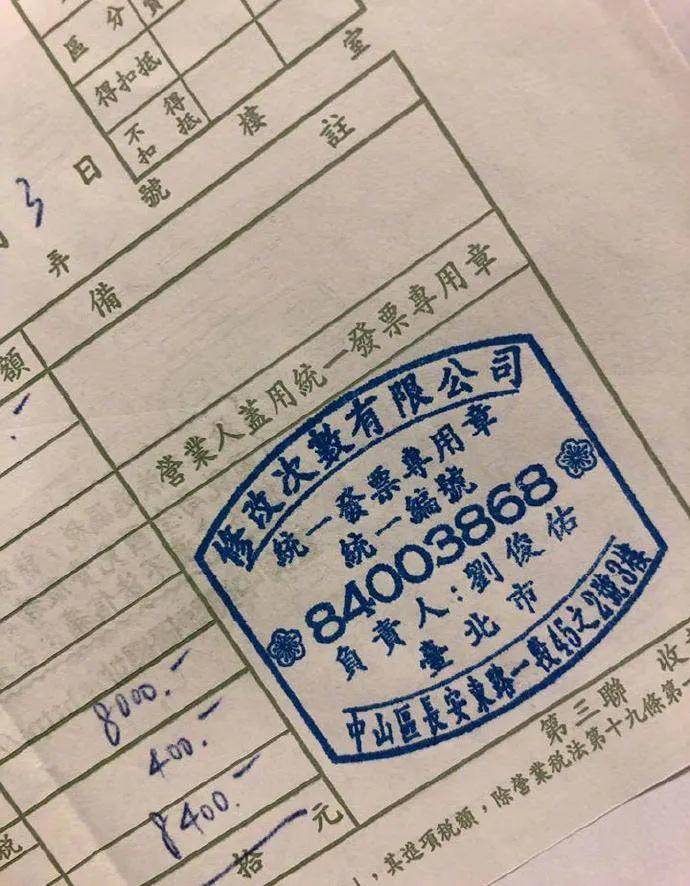 區分
得扣抵
不得扣抵
室
3日
號
樓
註
弄
備
額
營業人蓋用統一發票專用章
修改次數有限公司
統一發票專用章
統一編號
84003868
負責人：劉俊佑
臺北市
中山區長安東路一段45之2號3樓
8000.-
400.-
8400.-
稅
拾
元
第三聯
收
，其進項稅額，除營業稅法第十九條第一